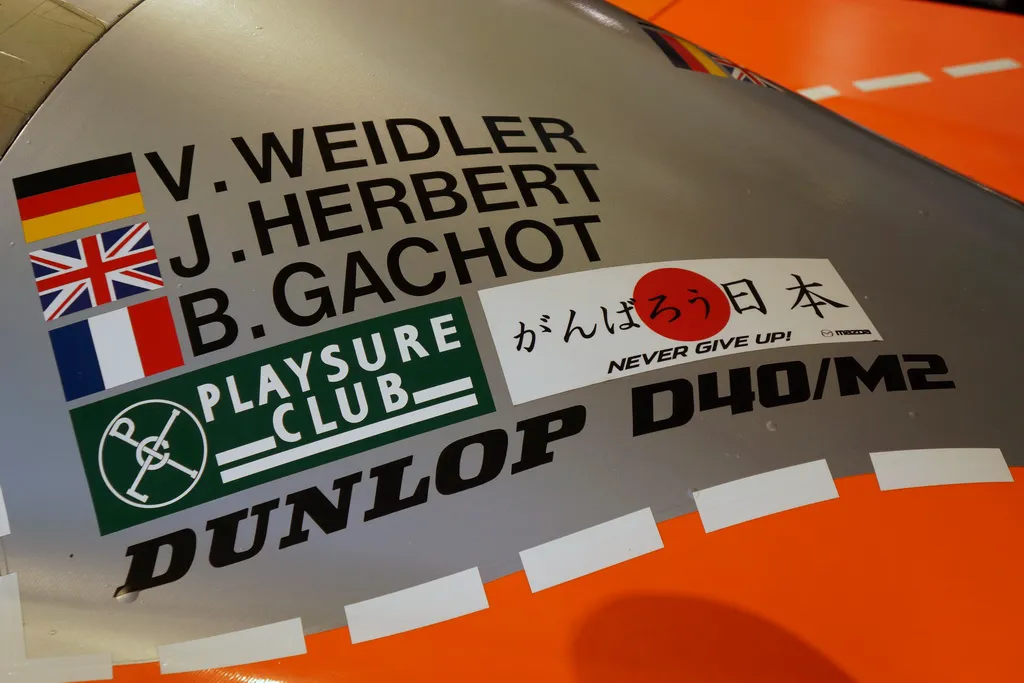 V. WEIDLER
J. HERBERT
B. GACHOT
PLAYSURE
CLUB
PCL
がんばろう日本
NEVER GIVE UP!
mazda
DUNLOP D40/M2